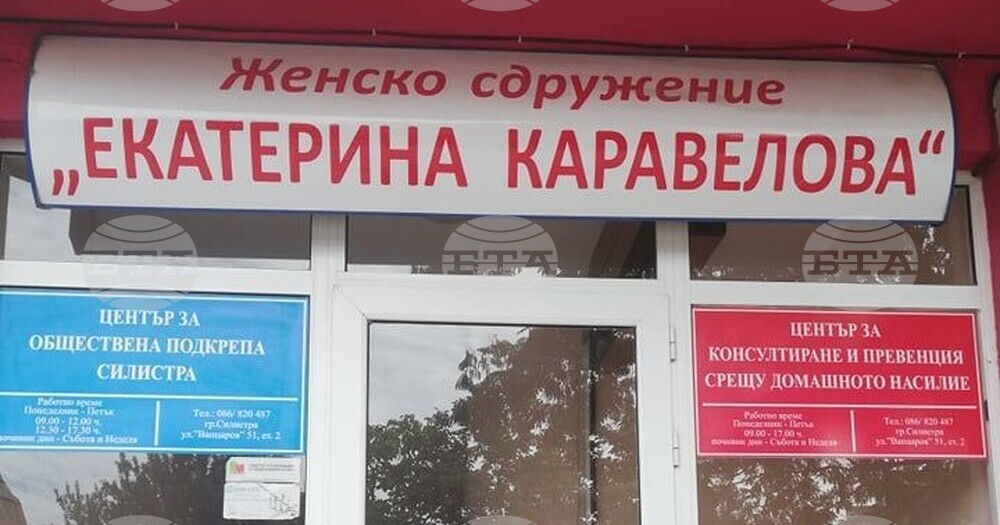 Женско сдружение
„ЕКАТЕРИНА КАРАВЕЛОВА“
ЦЕНТЪР ЗА
ОБЩЕСТВЕНА ПОДКРЕПА
СИЛИСТРА
Работно време
Понеделник - Петък
09.00 - 12.00 ч.
12.30 - 17.30 ч.
почивни дни - Събота и Неделя
Тел.: 086/ 820 487
гр.Силистра
ул."Вапцаров" 51, ет. 2
ЦЕНТЪР ЗА
КОНСУЛТИРАНЕ И ПРЕВЕНЦИЯ
СРЕЩУ ДОМАШНОТО НАСИЛИЕ
Работно време
Понеделник - Петък
09.00 - 17.00 ч.
почивни дни - Събота и Неделя
Тел.: 086/ 820 487
гр.Силистра
ул."Вапцаров" 51, ет. 2
БТА
БТА
БТА